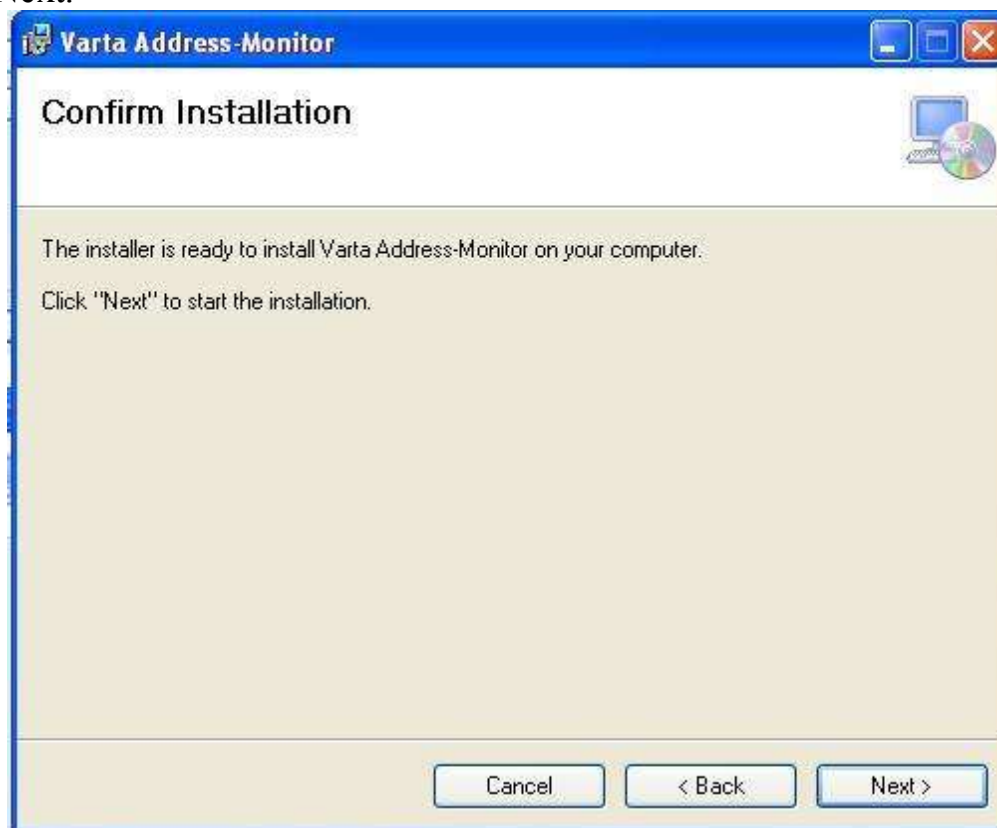 Next.
Varta Address-Monitor
Confirm Installation
The installer is ready to install Varta Address-Monitor on your computer.
Click "Next" to start the installation.
Cancel
< Back
Next >